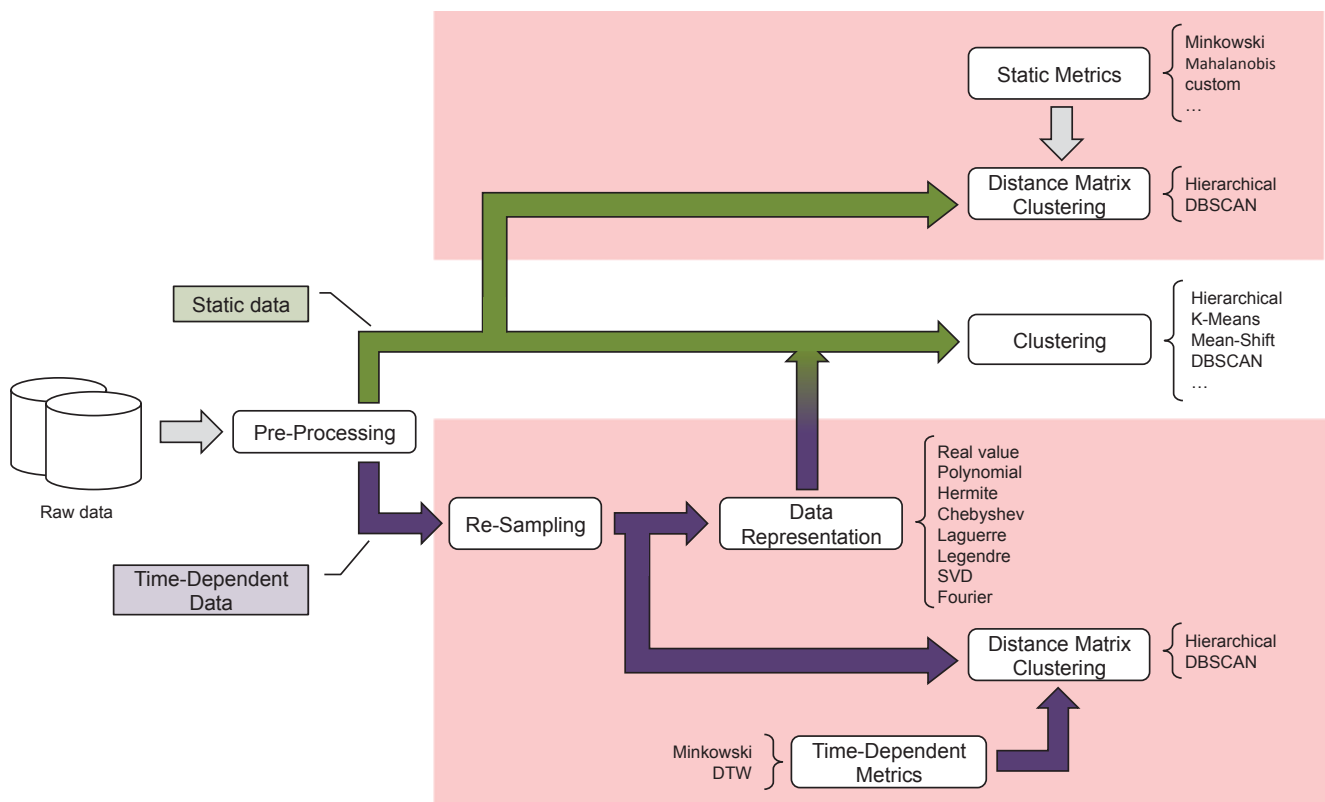 Static Metrics
Minkowski
Mahalanobis
custom
…
Distance Matrix
Clustering
Hierarchical
DBSCAN
Static data
Clustering
Hierarchical
K-Means
Mean-Shift
DBSCAN
…
Raw data
Pre-Processing
Time-Dependent
Data
Re-Sampling
Data
Representation
Real value
Polynomial
Hermite
Chebyshev
Laguerre
Legendre
SVD
Fourier
Distance Matrix
Clustering
Hierarchical
DBSCAN
Minkowski
DTW
Time-Dependent
Metrics